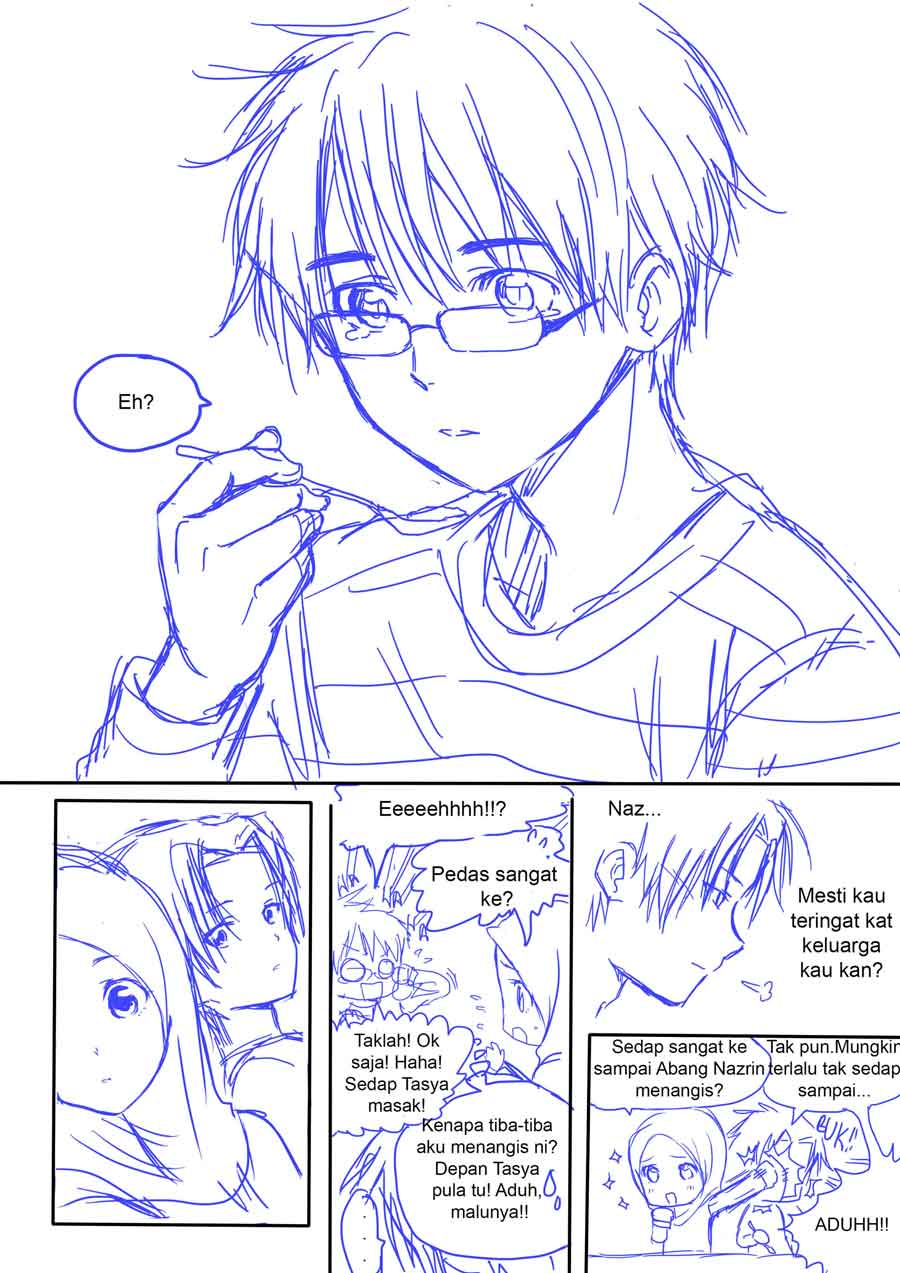 Eh?
Eeeeehhhh!!?
Pedas sangat
ke?
Taklah! Ok
saja! Haha!
Sedap Tasya
masak!
Kenapa tiba-tiba
aku menangis ni?
Depan Tasya
pula tu! Aduh,
malunya!!
Naz...
Mesti kau
teringat kat
keluarga
kau kan?
Sedap sangat ke
sampai Abang Nazrin
menangis?
Tak pun.Mungkin
terlalu tak sedap
sampai...
BUK!!
ADUHH!!